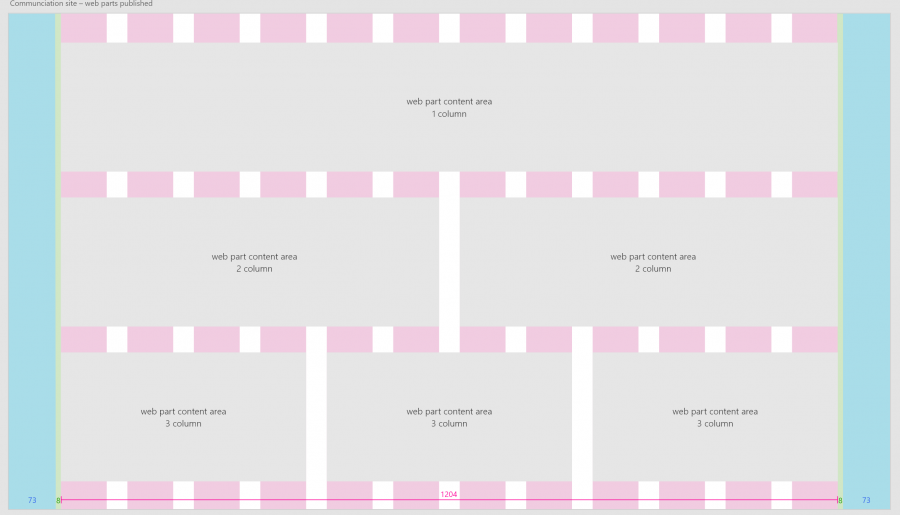 Communciation site – web parts published
web part content area
1 column
web part content area
2 column
web part content area
2 column
web part content area
3 column
web part content area
3 column
web part content area
3 column
73
8
1204
8
73